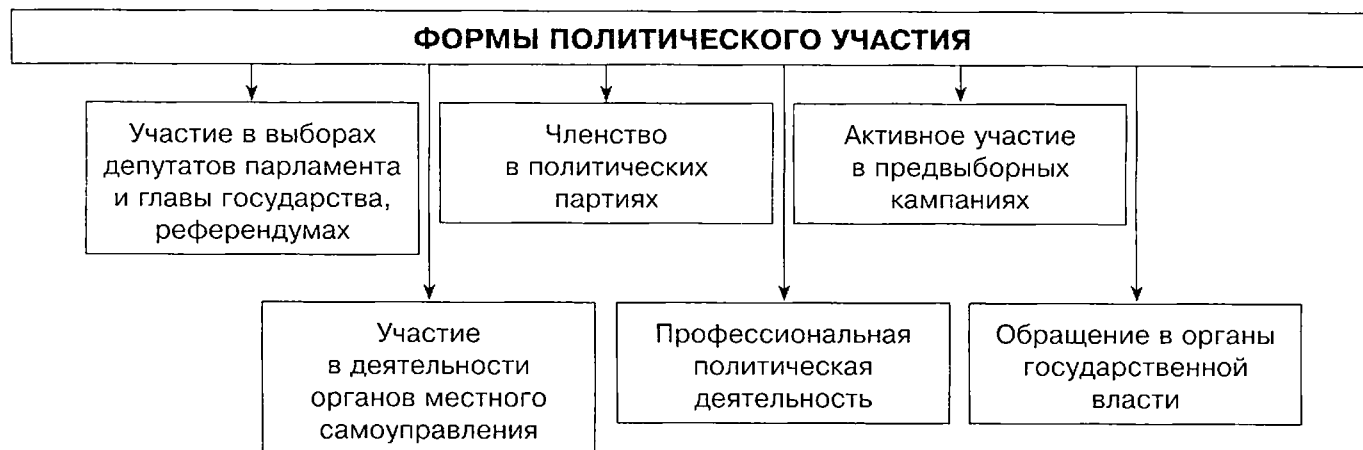 ФОРМЫ ПОЛИТИЧЕСКОГО УЧАСТИЯ
Участие в выборах
депутатов парламента
и главы государства,
референдумах
Членство
в политических
партиях
Активное участие
в предвыборных
кампаниях
Участие
в деятельности
органов местного
самоуправления
Профессиональная
политическая
деятельность
Обращение в органы
государственной
власти